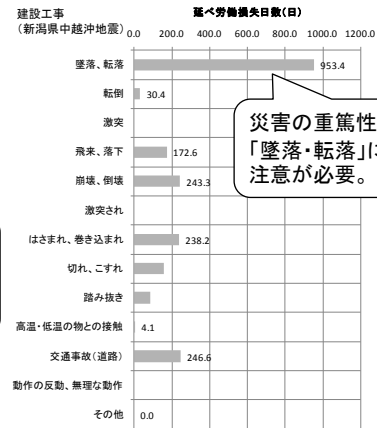 建設工事
(新潟県中越沖地震)
延べ労働損失日数(日)
0.0 200.0 400.0 600.0 800.0 1000.0 1200.0
墜落、転落 953.4
転倒 30.4
激突
飛来、落下 172.6
崩壊、倒壊 243.3
激突され
はさまれ、巻き込まれ 238.2
切れ、こすれ
踏み抜き
高温・低温の物との接触 4.1
交通事故(道路) 246.6
動作の反動、無理な動作
その他 0.0
災害の重篤性
「墜落・転落」に
注意が必要。